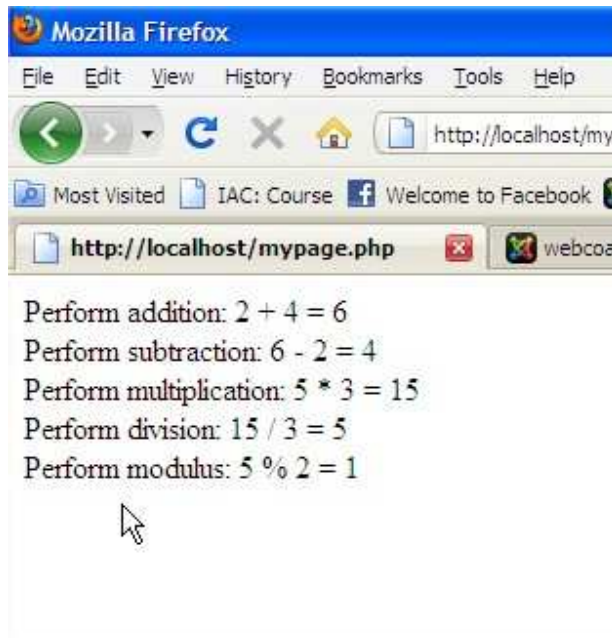 Mozilla Firefox
File Edit View History Bookmarks Tools Help
http://localhost/my
Most Visited IAC: Course Welcome to Facebook
http://localhost/mypage.php webcoa
Perform addition: 2 + 4 = 6
Perform subtraction: 6 - 2 = 4
Perform multiplication: 5 * 3 = 15
Perform division: 15 / 3 = 5
Perform modulus: 5 % 2 = 1